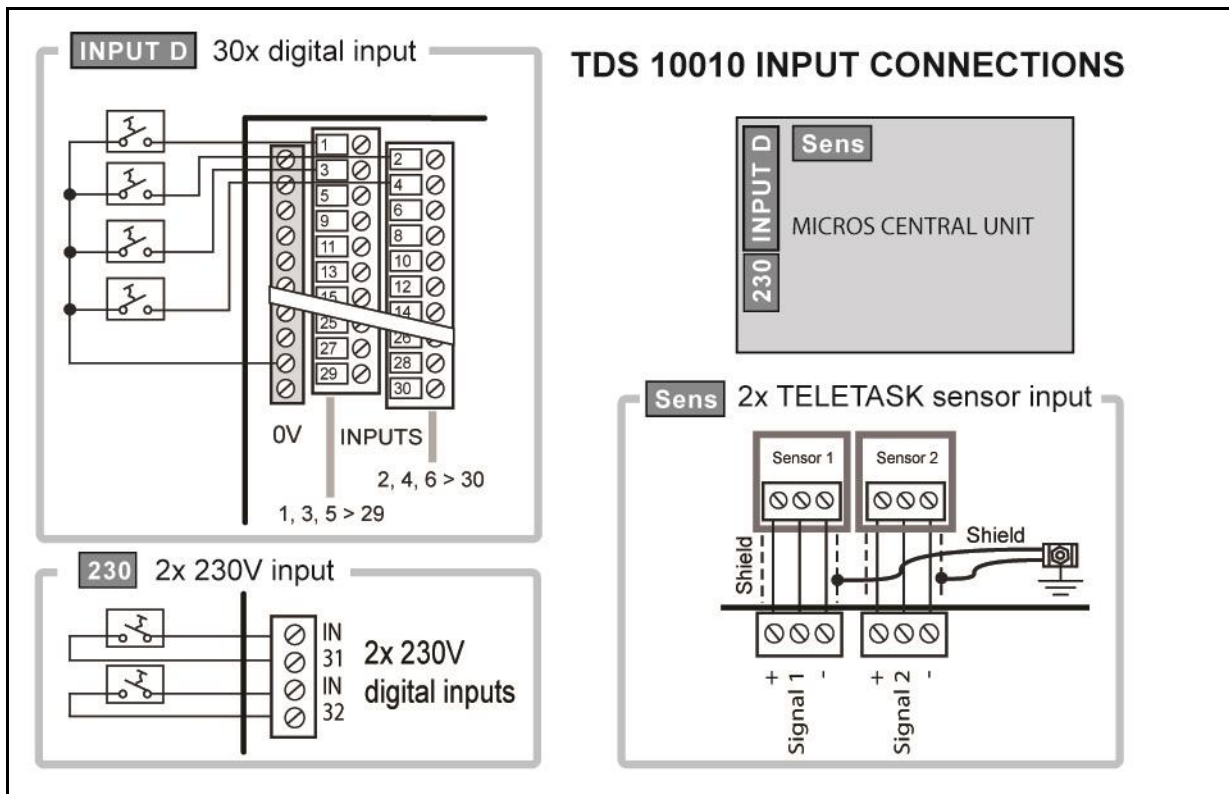 INPUT D 30x digital input
1
3
5
9
11
13
15
25
27
29
2
4
6
8
10
12
14
26
28
30
0V INPUTS
2, 4, 6 > 30
1, 3, 5 > 29
230 2x 230V input
IN
31
IN
32
2x 230V
digital inputs
TDS 10010 INPUT CONNECTIONS
INPUT D
230
Sens
MICROS CENTRAL UNIT
Sens 2x TELETASK sensor input
Sensor 1
Sensor 2
Shield
Shield
+ Signal 1 -
+ Signal 2 -